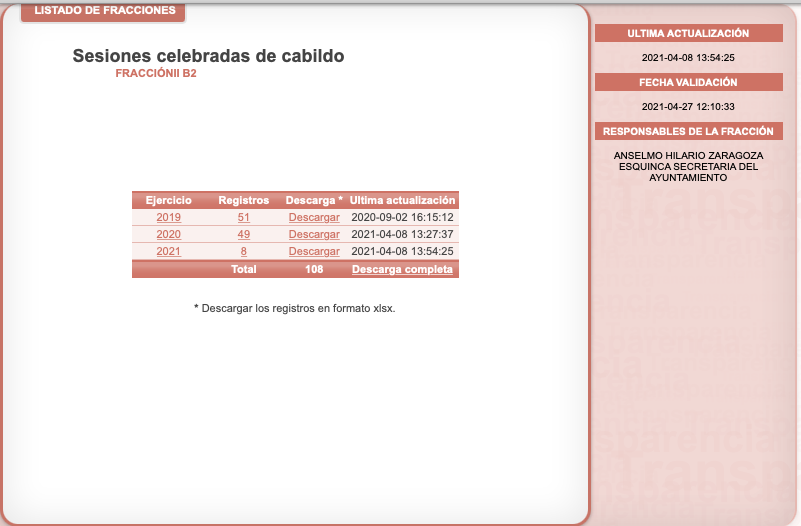 LISTADO DE FRACCIONES
Sesiones celebradas de cabildo
FRACCIÓNII B2
Ejercicio Registros Descarga * Ultima actualización
2019 51 Descargar 2020-09-02 16:15:12
2020 49 Descargar 2021-04-08 13:27:37
2021 8 Descargar 2021-04-08 13:54:25
Total 108 Descarga completa
* Descargar los registros en formato xlsx.
ULTIMA ACTUALIZACIÓN
2021-04-08 13:54:25
FECHA VALIDACIÓN
2021-04-27 12:10:33
RESPONSABLES DE LA FRACCIÓN
ANSELMO HILARIO ZARAGOZA
ESQUINCA SECRETARIA DEL
AYUNTAMIENTO